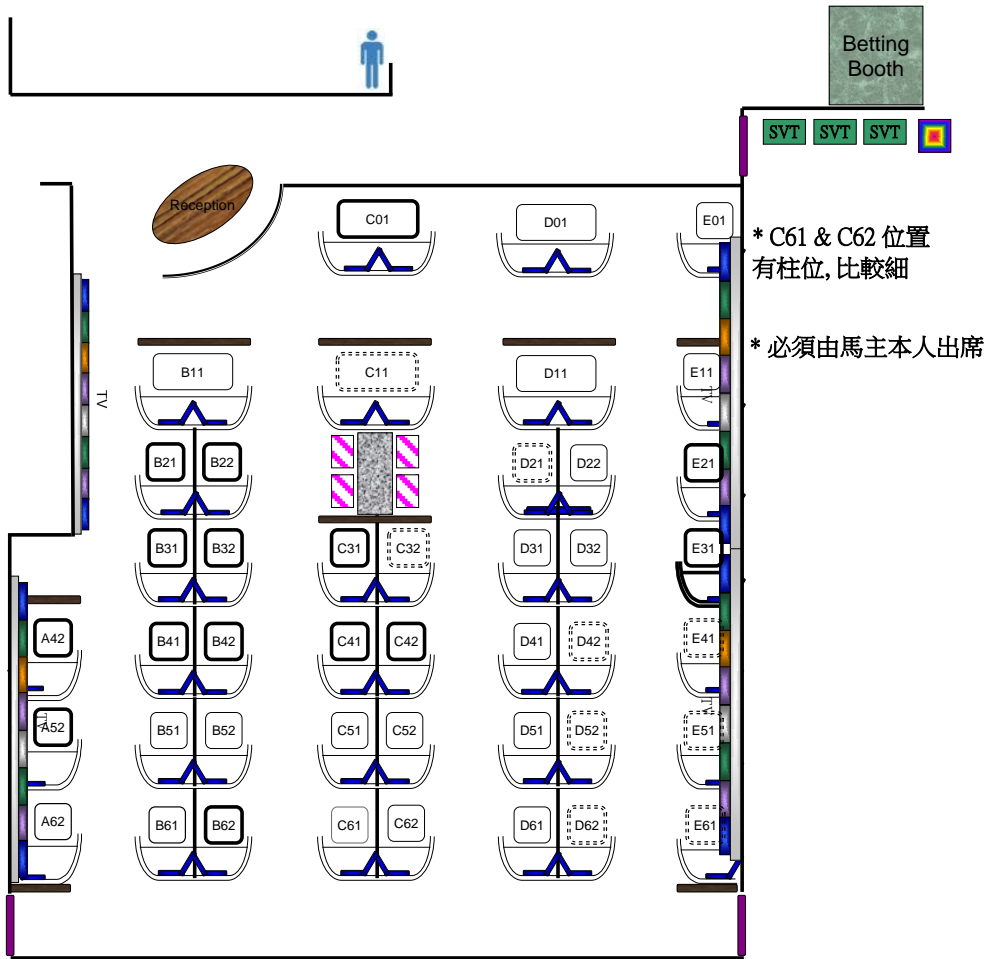 Betting
Booth
SVT SVT SVT
Reception
C01 D01 E01
* C61 & C62 位置
有柱位, 比較細
* 必須由馬主本人出席
B11 C11 D11 E11
TV TV
B21 B22 D21 D22 E21
B31 B32 C31 C32 D31 D32 E31
A42 B41 B42 C41 C42 D41 D42 E41
TV TV
A52 B51 B52 C51 C52 D51 D52 E51
A62 B61 B62 C61 C62 D61 D62 E61